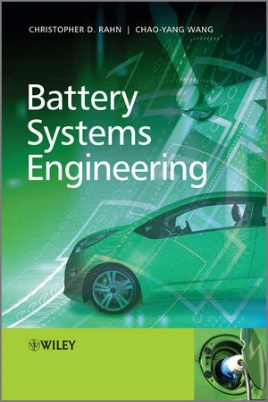 CHRISTOPHER D. RAHN | CHAO-YANG WANG
Battery
Systems
Engineering
WILEY